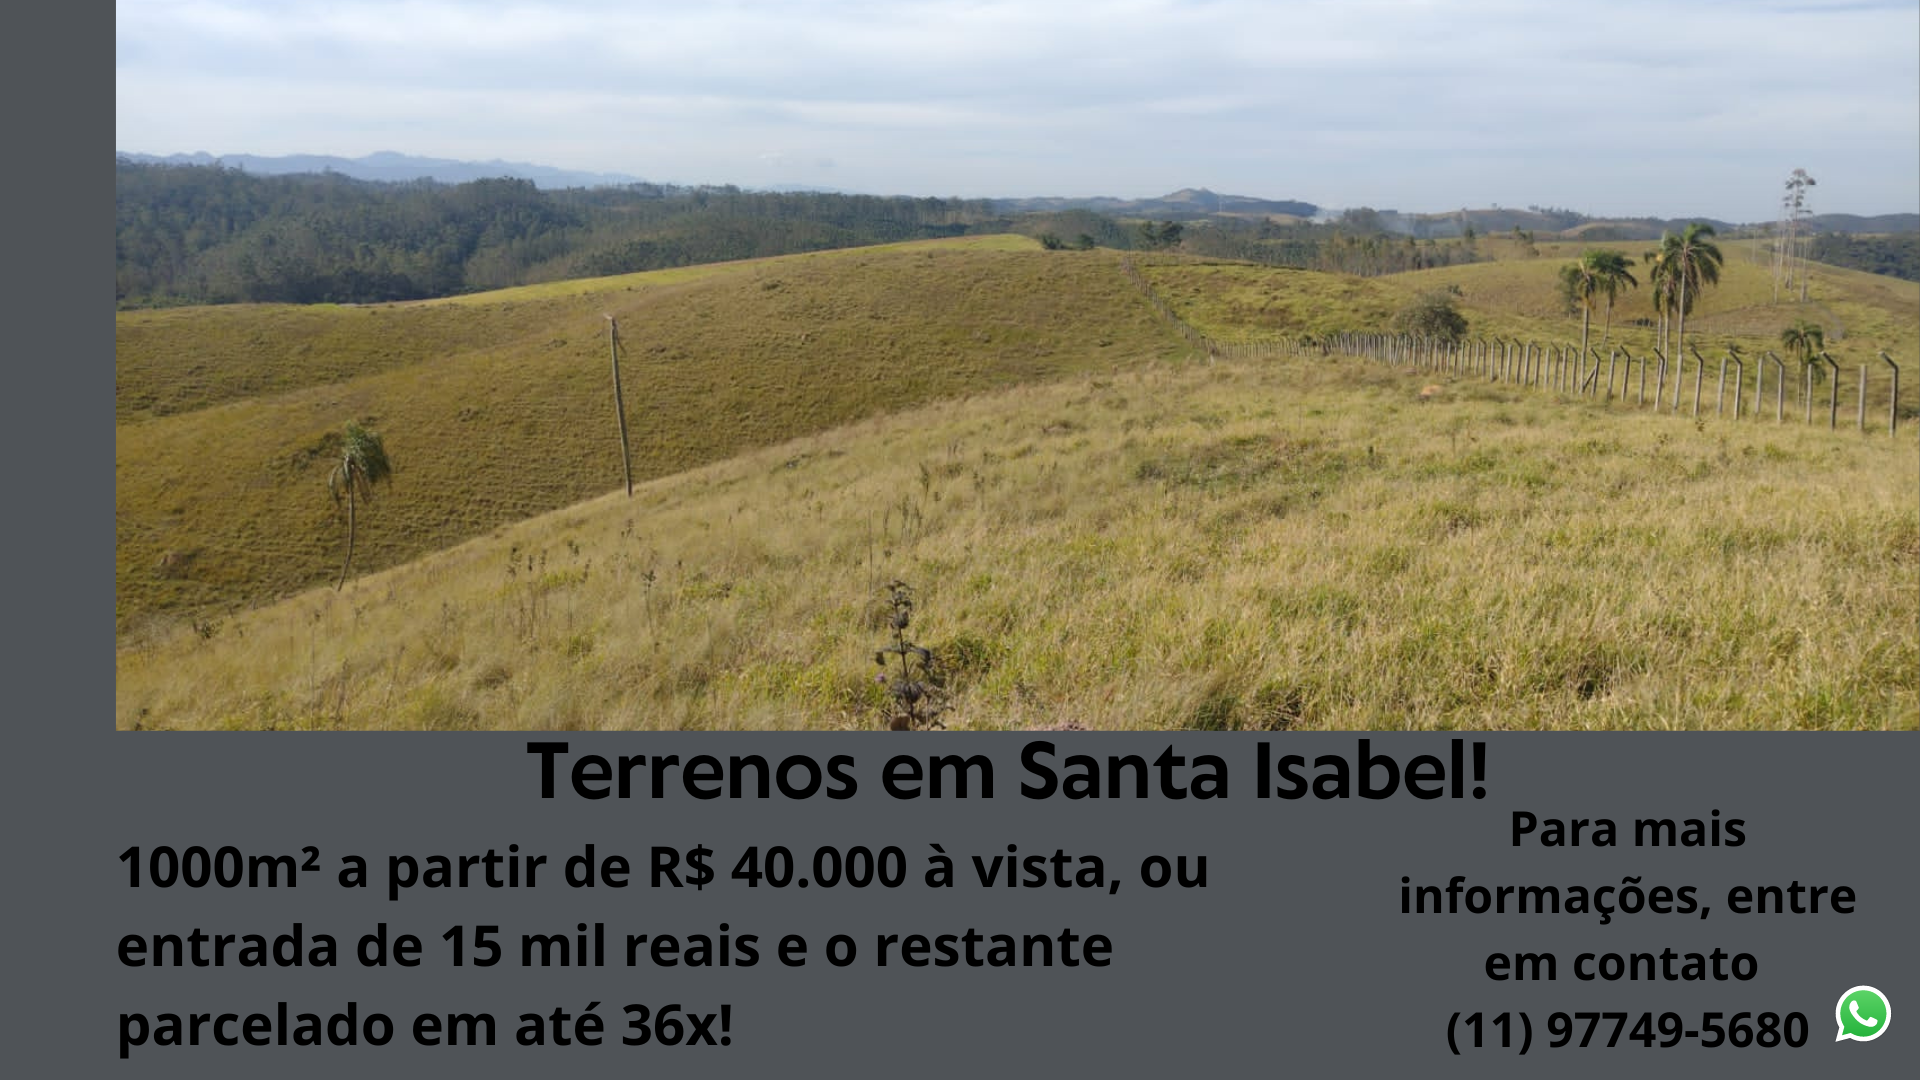 Terrenos em Santa Isabel!
1000m² a partir de R$ 40.000 à vista, ou
entrada de 15 mil reais e o restante
parcelado em até 36x!
Para mais
informações, entre
em contato
(11) 97749-5680